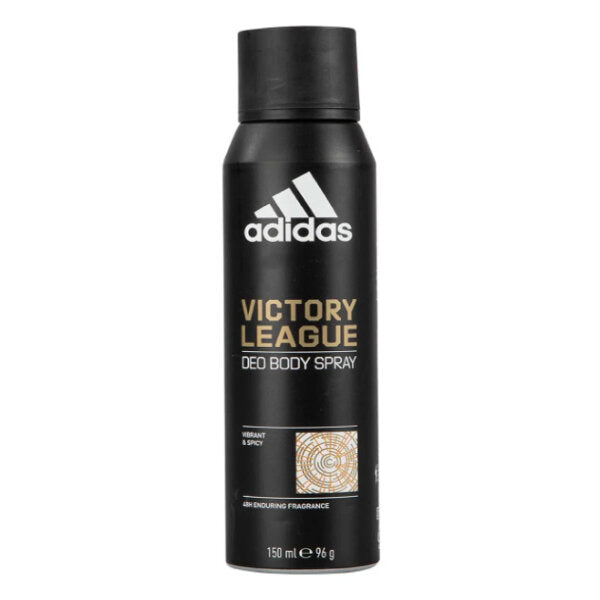 adidas
VICTORY
LEAGUE
DEO BODY SPRAY
VIBRANT
& SPICY
48H ENDURING FRAGRANCE
150 ml ℮ 96 g